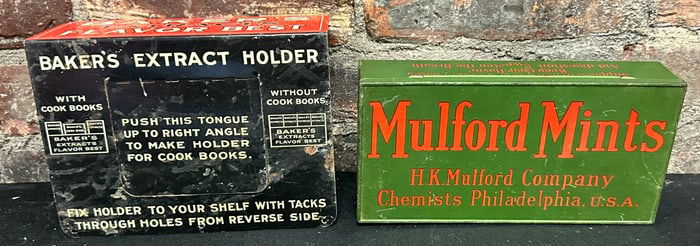 BAKER'S
FLAVOR BEST
BAKER'S EXTRACT HOLDER
WITH
COOK BOOKS
BAKER'S
EXTRACTS
FLAVOR BEST
PUSH THIS TONGUE
UP TO RIGHT ANGLE
TO MAKE HOLDER
FOR COOK BOOKS.
WITHOUT
COOK BOOKS
BAKER'S
EXTRACTS
FLAVOR BEST
FIX HOLDER TO YOUR SHELF WITH TACKS
THROUGH HOLES FROM REVERSE SIDE
Mulford Mints
H.K. Mulford Company
Chemists Philadelphia, U.S.A.